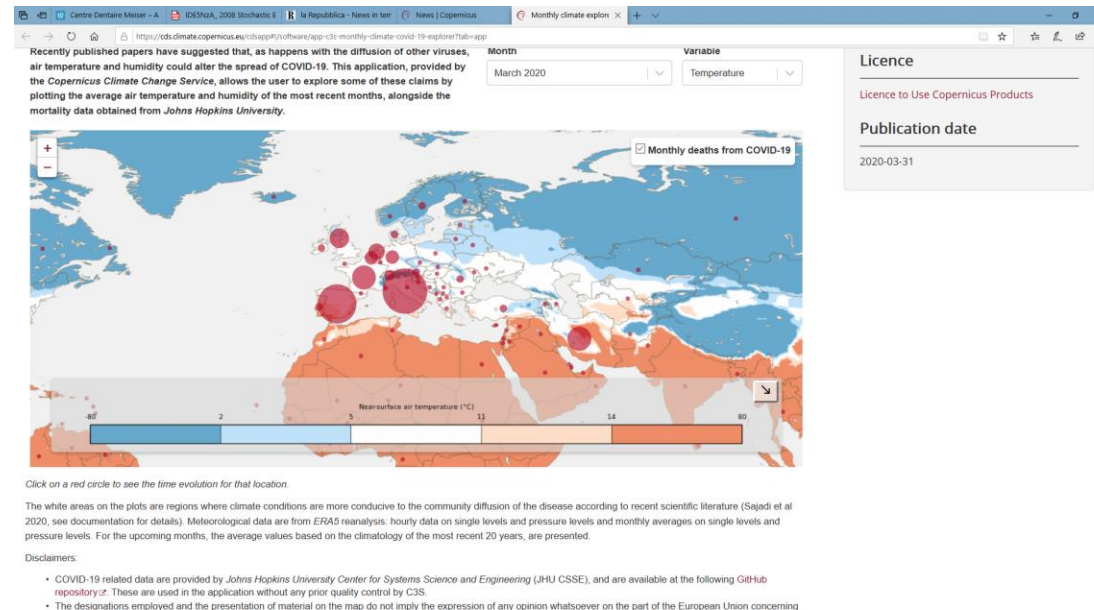 Centre Dentaire Meiser – A
IDESNzA_ 2008 Stochastic E
la Repubblica - News in tem
News | Copernicus
Monthly climate explon
https://cds.climate.copernicus.eu/cdsapp#!/software/app-c3s-monthly-climate-covid-19-explorer?tab=app
Recently published papers have suggested that, as happens with the diffusion of other viruses,
air temperature and humidity could alter the spread of COVID-19. This application, provided by
the Copernicus Climate Change Service, allows the user to explore some of these claims by
plotting the average air temperature and humidity of the most recent months, alongside the
mortality data obtained from Johns Hopkins University.
Month
March 2020
Variable
Temperature
+
−
Monthly deaths from COVID-19
Near-surface air temperature (°C)
-80 2 5 11 14 80
Click on a red circle to see the time evolution for that location.
The white areas on the plots are regions where climate conditions are more conducive to the community diffusion of the disease according to recent scientific literature (Sajadi et al
2020, see documentation for details). Meteorological data are from ERA5 reanalysis: hourly data on single levels and pressure levels and monthly averages on single levels and
pressure levels. For the upcoming months, the average values based on the climatology of the most recent 20 years, are presented.
Disclaimers:
• COVID-19 related data are provided by Johns Hopkins University Center for Systems Science and Engineering (JHU CSSE), and are available at the following GitHub
repository. These are used in the application without any prior quality control by C3S.
• The designations employed and the presentation of material on the map do not imply the expression of any opinion whatsoever on the part of the European Union concerning
Licence
Licence to Use Copernicus Products
Publication date
2020-03-31